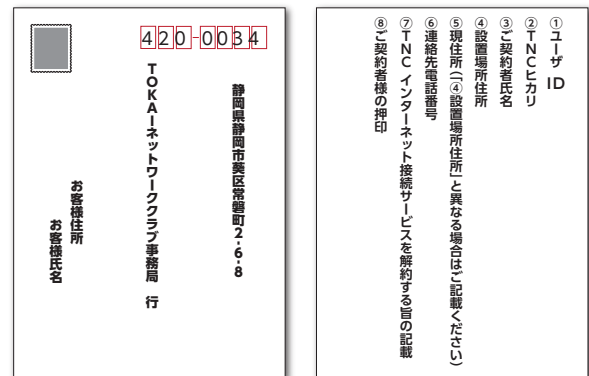 420-0034
静岡県静岡市葵区常磐町2-6-8
TOKAIネットワーククラブ事務局 行
お客様住所
お客様氏名
①ユーザID
②TNCヒカリ
③ご契約者氏名
④設置場所住所
⑤現住所(「④設置場所住所」と異なる場合はご記載ください)
⑥連絡先電話番号
⑦TNC インターネット接続サービスを解約する旨の記載
⑧ご契約者様の押印